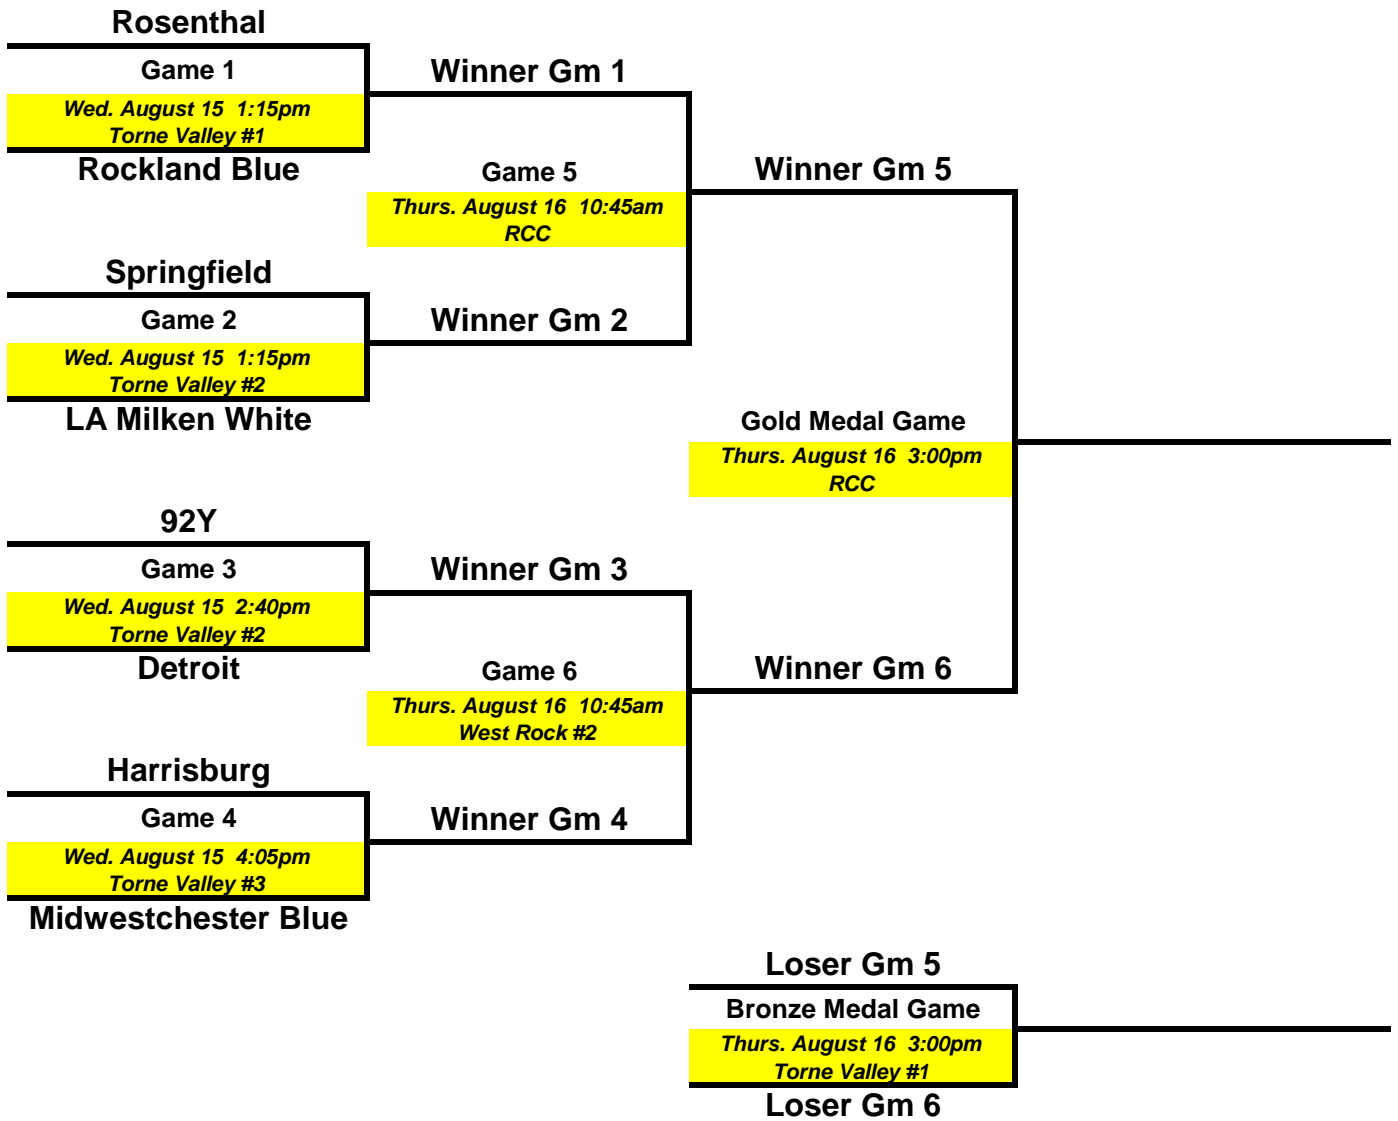 Rosenthal
Game 1
Wed. August 15 1:15pm
Torne Valley #1
Rockland Blue
Winner Gm 1
Game 5
Thurs. August 16 10:45am
RCC
Springfield
Game 2
Wed. August 15 1:15pm
Torne Valley #2
LA Milken White
Winner Gm 2
Winner Gm 5
Gold Medal Game
Thurs. August 16 3:00pm
RCC
92Y
Game 3
Wed. August 15 2:40pm
Torne Valley #2
Detroit
Winner Gm 3
Game 6
Thurs. August 16 10:45am
West Rock #2
Winner Gm 6
Harrisburg
Game 4
Wed. August 15 4:05pm
Torne Valley #3
Midwestchester Blue
Winner Gm 4
Loser Gm 5
Bronze Medal Game
Thurs. August 16 3:00pm
Torne Valley #1
Loser Gm 6